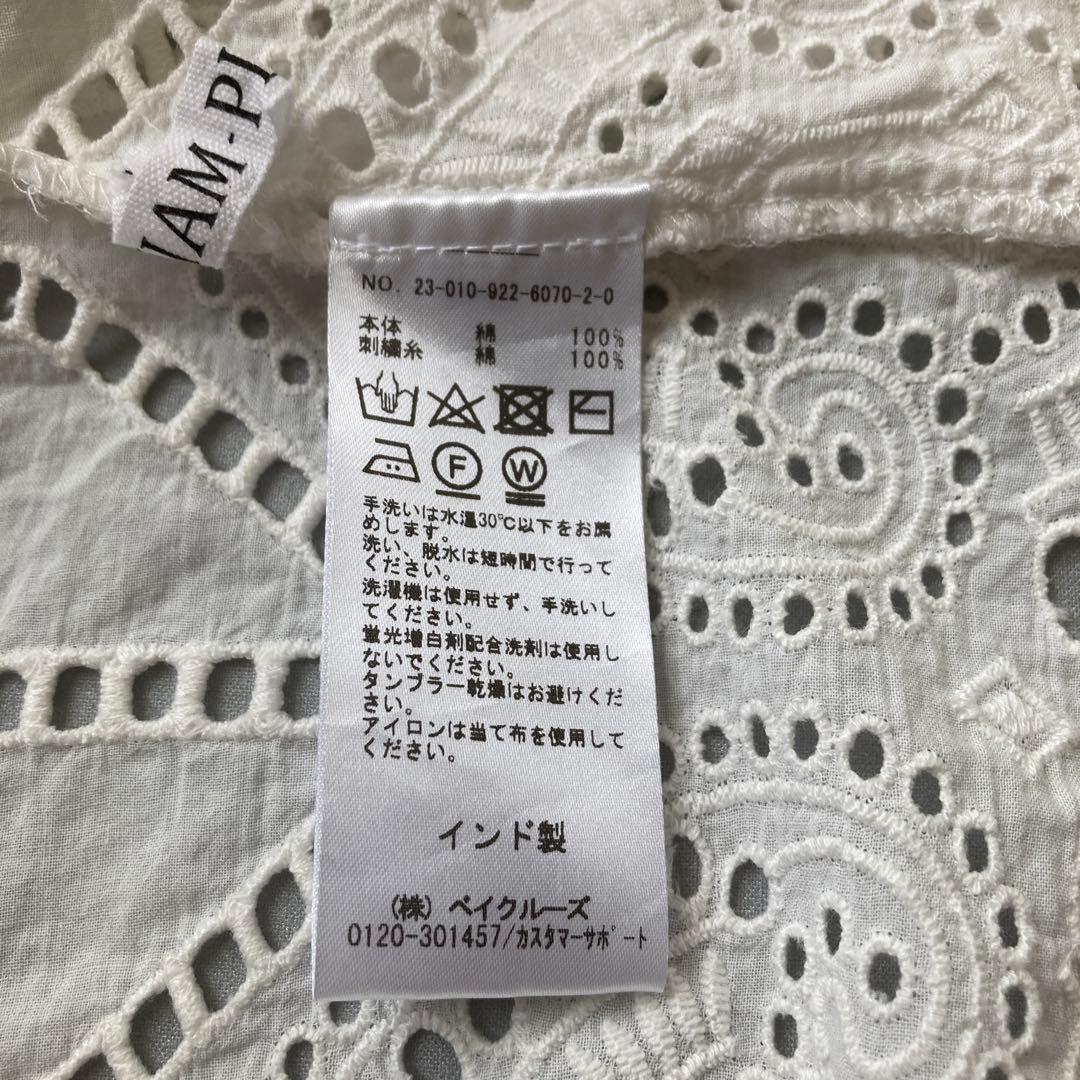 JAM-PI
NO. 23-010-922-6070-2-0
本体 綿 100%
刺繍糸 綿 100%
F W
手洗いは水温30℃以下をお薦
めします。
洗い、脱水は短時間で行って
ください。
洗濯機は使用せず、手洗いし
てください。
蛍光増白剤配合洗剤は使用し
ないでください。
タンブラー乾燥はお避けくだ
さい。
アイロンは当て布を使用して
ください。
インド製
(株) ベイクルーズ
0120-301457/ｶｽﾀﾏｰｻﾎﾟｰﾄ